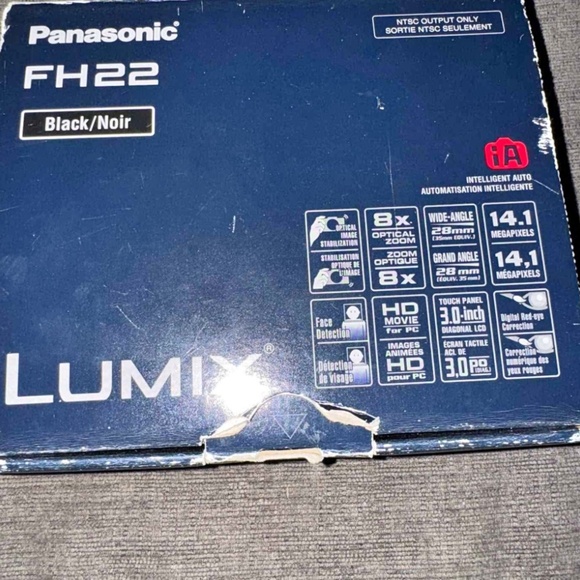 Panasonic
NTSC OUTPUT ONLY
SORTIE NTSC SEULEMENT
FH22
Black/Noir
iA
INTELLIGENT AUTO
AUTOMATISATION INTELLIGENTE
OPTICAL
IMAGE
STABILIZATION
STABILISATION
OPTIQUE DE
L'IMAGE
8x
OPTICAL
ZOOM
ZOOM
OPTIQUE
8x
WIDE-ANGLE
28mm
(35mm EQUIV.)
GRAND ANGLE
28 mm
(ÉQUIV. 35 mm)
14.1
MEGAPIXELS
14,1
MÉGAPIXELS
Face
Detection
Détection
de Visage
HD
MOVIE
for PC
IMAGES
ANIMÉES
HD
pour PC
TOUCH PANEL
3.0-inch
DIAGONAL LCD
ÉCRAN TACTILE
ACL DE
3,0 po
(DIAG.)
Digital Red-eye
Correction
Correction
numérique des
yeux rouges
LUMIX